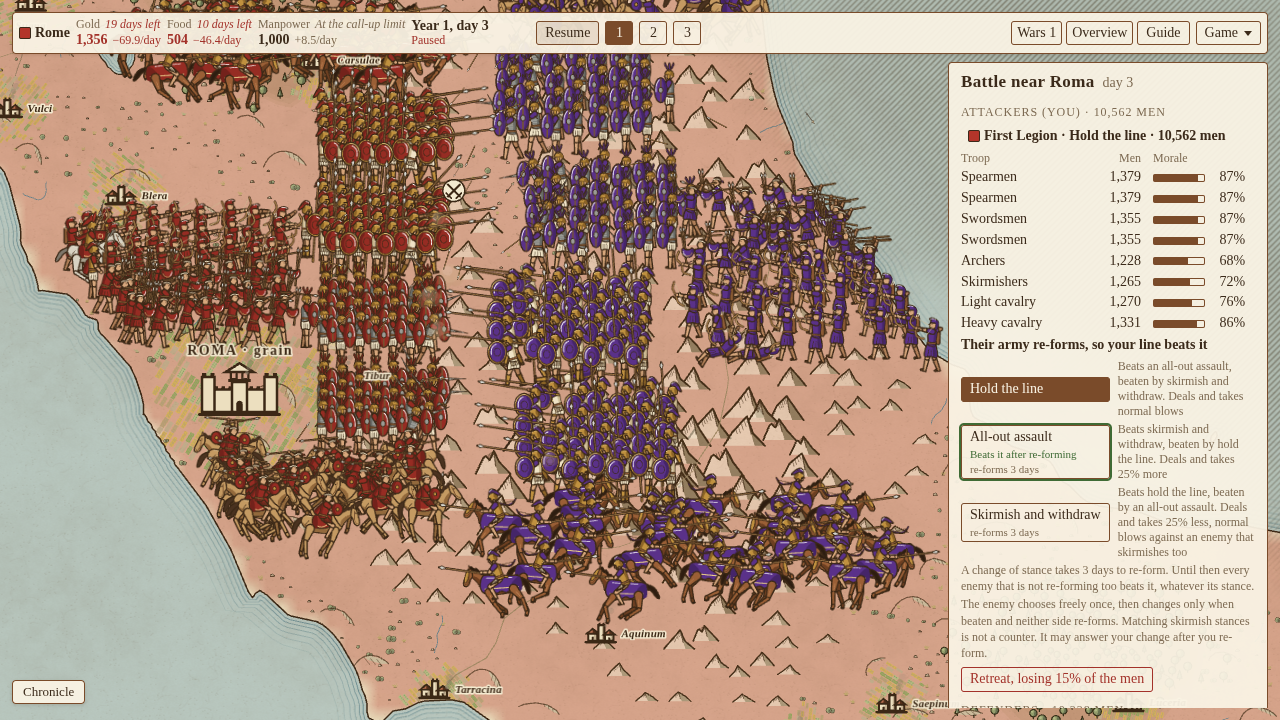 Rome
Gold 19 days left
1,356 −69.9/day
Food 10 days left
504 −46.4/day
Manpower At the call-up limit
1,000 +8.5/day
Year 1, day 3
Paused
Resume
1
2
3
Wars 1
Overview
Guide
Game
Carsulae
Vulci
Blera
ROMA · grain
Tibur
Aquinum
Tarracina
Chronicle
Battle near Roma day 3
ATTACKERS (YOU) · 10,562 MEN
First Legion · Hold the line · 10,562 men
Troop Men Morale
Spearmen 1,379 87%
Spearmen 1,379 87%
Swordsmen 1,355 87%
Swordsmen 1,355 87%
Archers 1,228 68%
Skirmishers 1,265 72%
Light cavalry 1,270 76%
Heavy cavalry 1,331 86%
Their army re-forms, so your line beats it
Hold the line
Beats an all-out assault,
beaten by skirmish and
withdraw. Deals and takes
normal blows
All-out assault
Beats it after re-forming
re-forms 3 days
Beats skirmish and
withdraw, beaten by hold
the line. Deals and takes
25% more
Skirmish and withdraw
re-forms 3 days
Beats hold the line, beaten
by an all-out assault. Deals
and takes 25% less, normal
blows against an enemy that
skirmishes too
A change of stance takes 3 days to re-form. Until then every
enemy that is not re-forming too beats it, whatever its stance.
The enemy chooses freely once, then changes only when
beaten and neither side re-forms. Matching skirmish stances
is not a counter. It may answer your change after you re-
form.
Retreat, losing 15% of the men